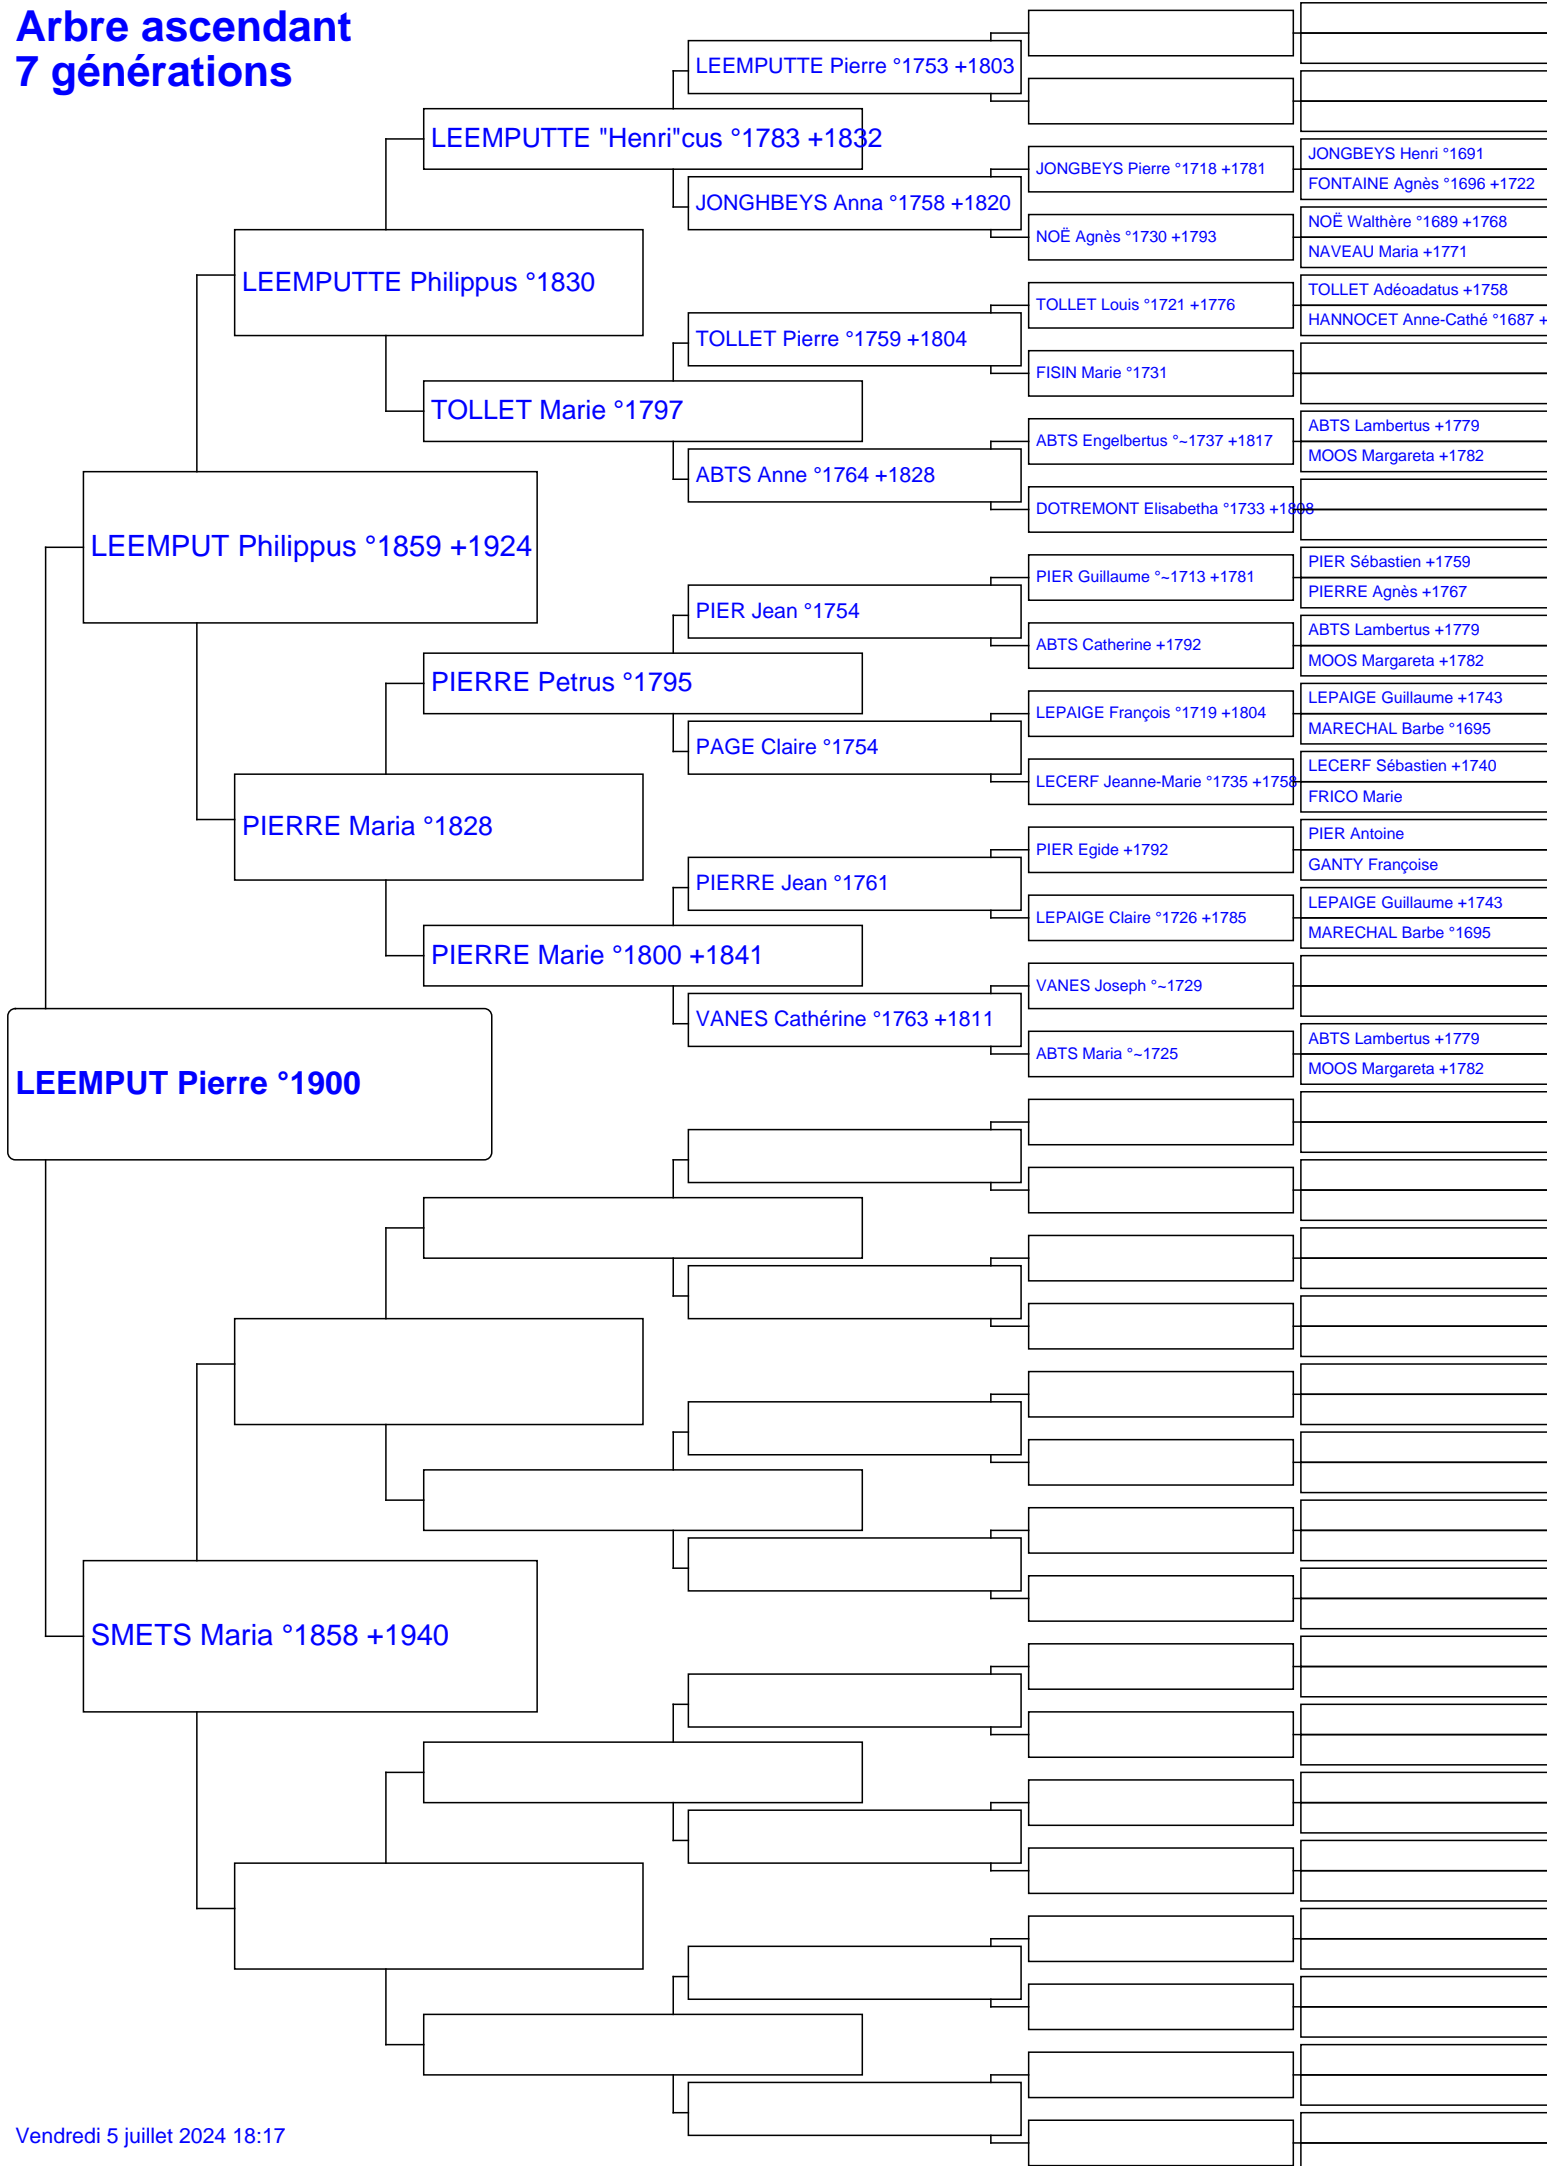 Arbre ascendant
7 générations
LEEMPUTTE Pierre °1753 +1803
LEEMPUTTE "Henri"cus °1783 +1832
JONGBEYS Henri °1691
JONGBEYS Pierre °1718 +1781
FONTAINE Agnès °1696 +1722
JONGHBEYS Anna °1758 +1820
NOË Walthère °1689 +1768
NOË Agnès °1730 +1793
NAVEAU Maria +1771
LEEMPUTTE Philippus °1830
TOLLET Adéoadatus +1758
TOLLET Louis °1721 +1776
HANNOCET Anne-Cathé °1687 +
TOLLET Pierre °1759 +1804
FISIN Marie °1731
TOLLET Marie °1797
ABTS Lambertus +1779
ABTS Engelbertus °~1737 +1817
MOOS Margareta +1782
ABTS Anne °1764 +1828
DOTREMONT Elisabetha °1733 +1808
LEEMPUT Philippus °1859 +1924
PIER Sébastien +1759
PIER Guillaume °~1713 +1781
PIERRE Agnès +1767
PIER Jean °1754
ABTS Lambertus +1779
ABTS Catherine +1792
MOOS Margareta +1782
PIERRE Petrus °1795
LEPAIGE Guillaume +1743
LEPAIGE François °1719 +1804
MARECHAL Barbe °1695
PAGE Claire °1754
LECERF Sébastien +1740
LECERF Jeanne-Marie °1735 +1758
FRICO Marie
PIERRE Maria °1828
PIER Antoine
PIER Egide +1792
GANTY Françoise
PIERRE Jean °1761
LEPAIGE Guillaume +1743
LEPAIGE Claire °1726 +1785
MARECHAL Barbe °1695
PIERRE Marie °1800 +1841
VANES Joseph °~1729
VANES Cathérine °1763 +1811
ABTS Lambertus +1779
ABTS Maria °~1725
MOOS Margareta +1782
LEEMPUT Pierre °1900
SMETS Maria °1858 +1940
Vendredi 5 juillet 2024 18:17